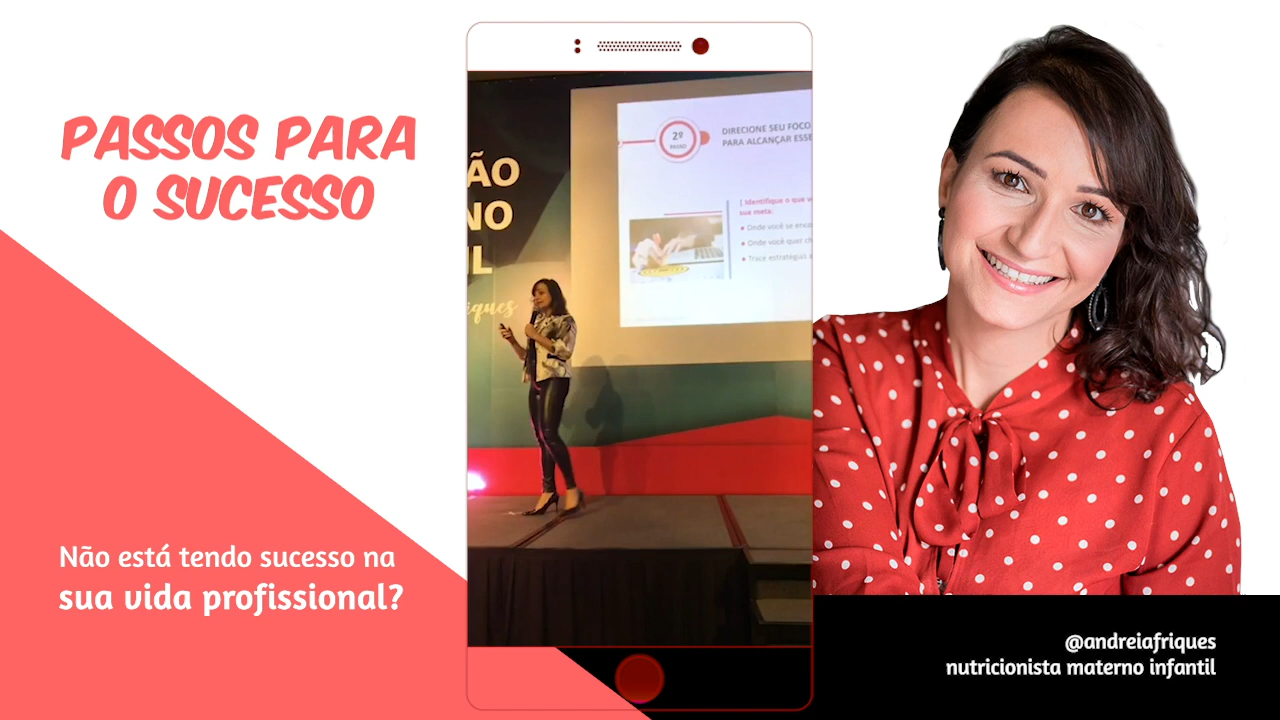 PASSOS PARA
O SUCESSO
ÃO
NO
IL
iques
2º
PASSO
DIRECIONE SEU FOCO
PARA ALCANÇAR ESSE
| Identifique o que v
sua meta:
Onde você se enco
Onde você quer ch
Trace estratégias
Não está tendo sucesso na
sua vida profissional?
@andreiafriques
nutricionista materno infantil